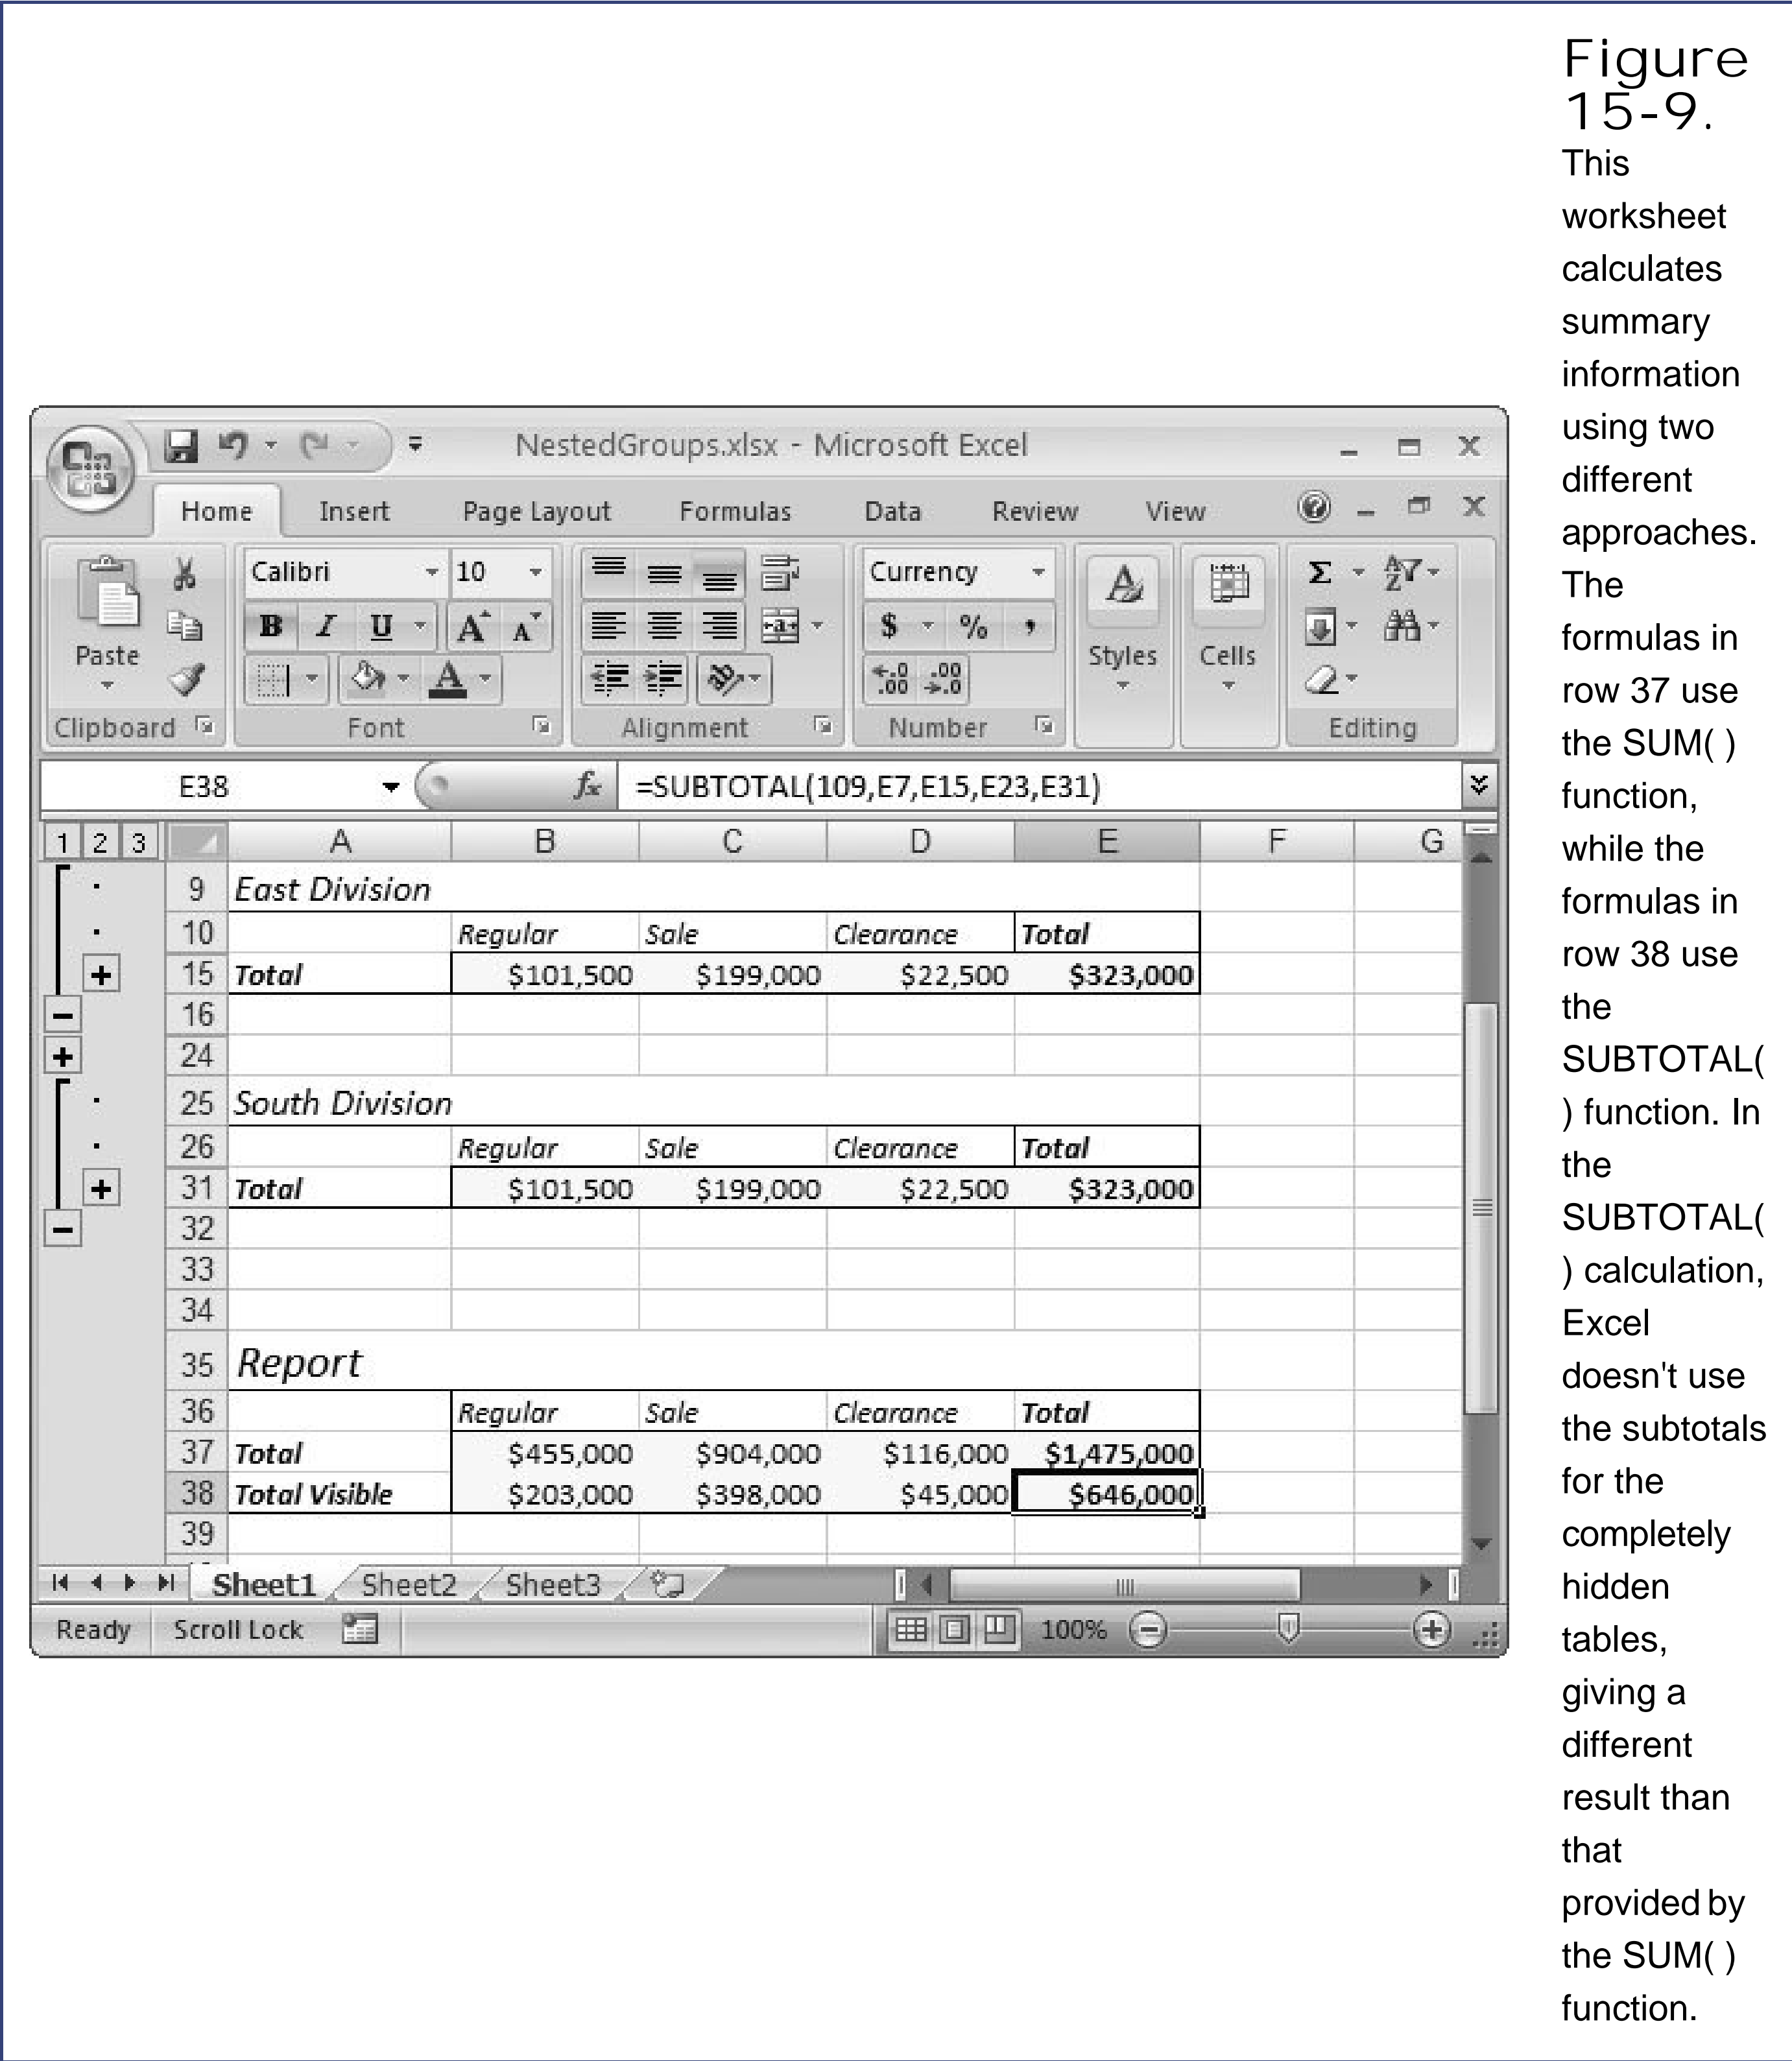 NestedGroups.xlsx - Microsoft Excel
Home Insert Page Layout Formulas Data Review View
Calibri 10 Currency
B I U A A $ % ,
Paste Styles Cells
Clipboard Font Alignment Number Editing
E38 fx =SUBTOTAL(109,E7,E15,E23,E31)
1 2 3 A B C D E F G
9 East Division
10 Regular Sale Clearance Total
15 Total $101,500 $199,000 $22,500 $323,000
16
24
25 South Division
26 Regular Sale Clearance Total
31 Total $101,500 $199,000 $22,500 $323,000
32
33
34
35 Report
36 Regular Sale Clearance Total
37 Total $455,000 $904,000 $116,000 $1,475,000
38 Total Visible $203,000 $398,000 $45,000 $646,000
39
Sheet1 Sheet2 Sheet3
Ready Scroll Lock 100%
Figure
15-9.
This
worksheet
calculates
summary
information
using two
different
approaches.
The
formulas in
row 37 use
the SUM( )
function,
while the
formulas in
row 38 use
the
SUBTOTAL(
) function. In
the
SUBTOTAL(
) calculation,
Excel
doesn't use
the subtotals
for the
completely
hidden
tables,
giving a
different
result than
that
provided by
the SUM( )
function.